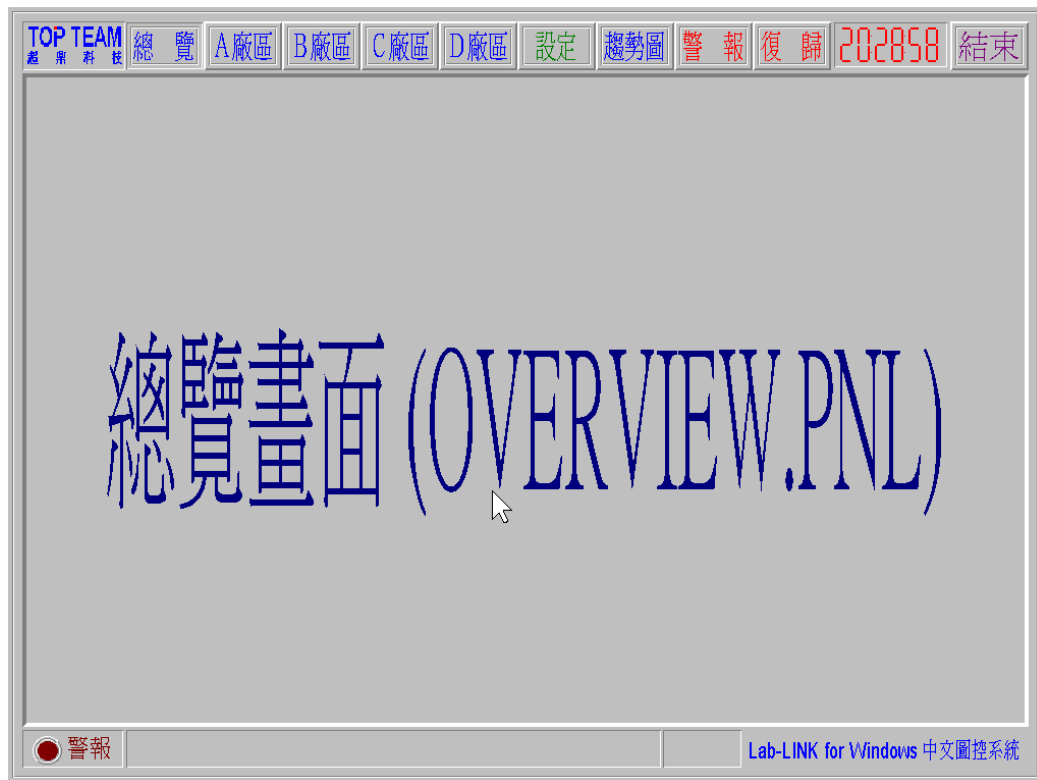 TOP TEAM
超鼎科技
總覽
A廠區
B廠區
C廠區
D廠區
設定
趨勢圖
警報
復歸
202858
結束
總覽畫面 (OVERVIEW.PNL)
警報
Lab-LINK for Windows 中文圖控系統